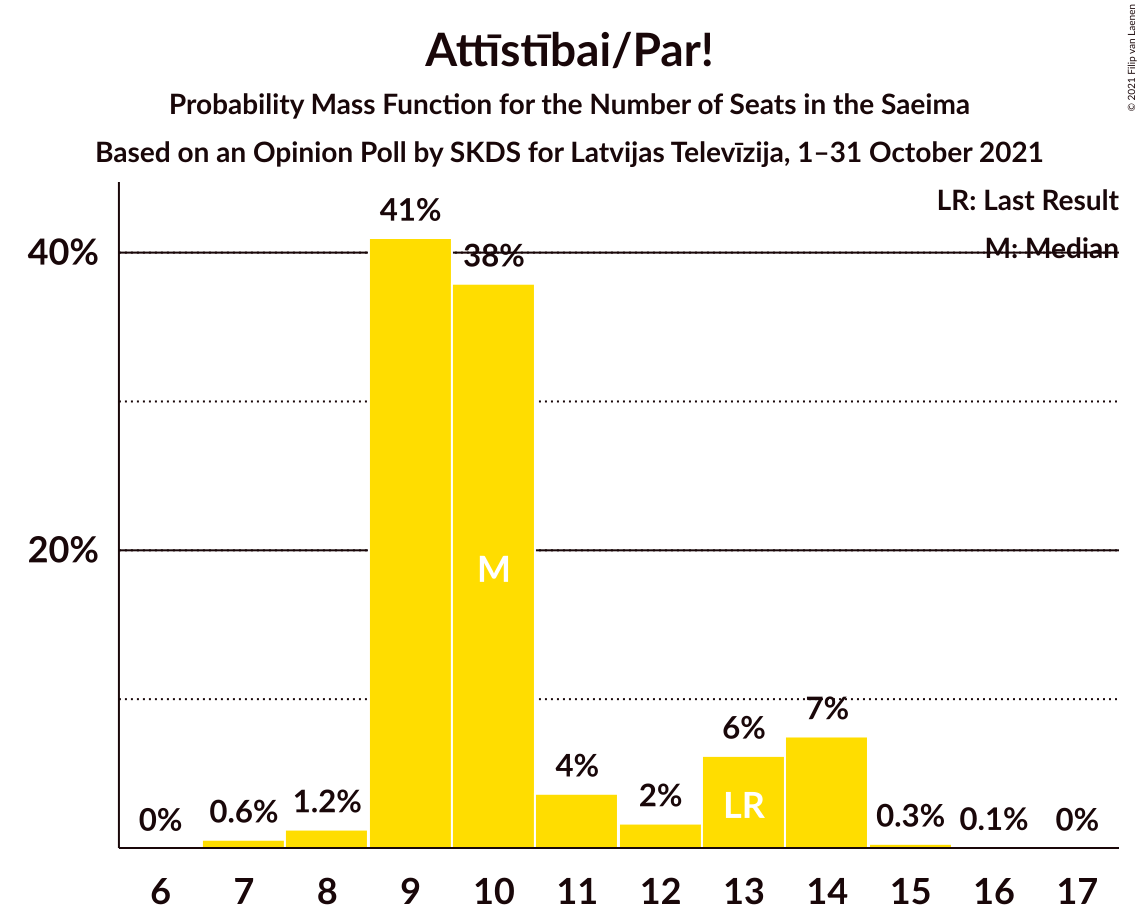 Attīstībai/Par!
Probability Mass Function for the Number of Seats in the Saeima
Based on an Opinion Poll by SKDS for Latvijas Televīzija, 1–31 October 2021
© 2021 Filip van Laenen
LR: Last Result
M: Median
40%
20%
0%
0.6%
1.2%
41%
38%
4%
2%
6%
7%
0.3%
0.1%
0%
M
LR
6 7 8 9 10 11 12 13 14 15 16 17